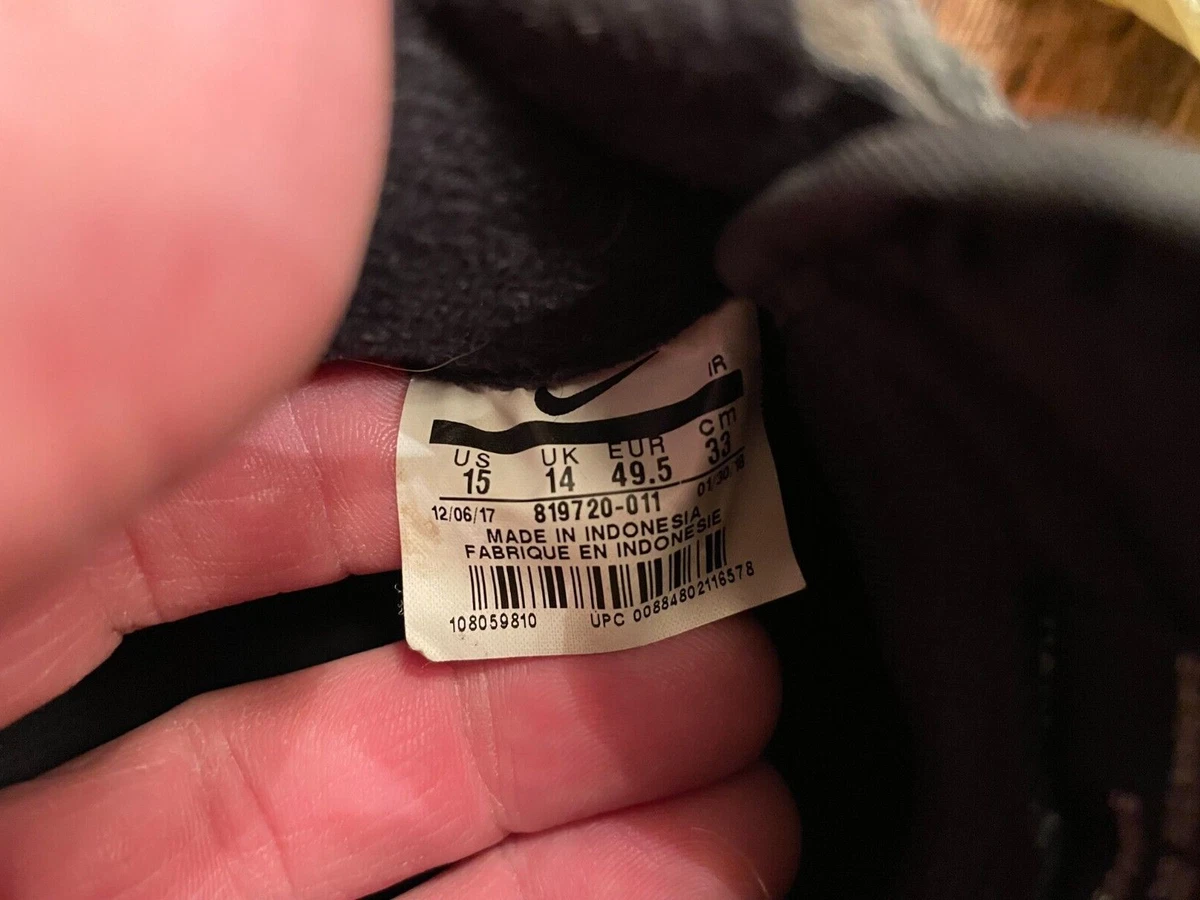 IR
US UK EUR cm
15 14 49.5 33
12/06/17 819720-011 01/30/18
MADE IN INDONESIA
FABRIQUE EN INDONESIE
108059810 UPC 00884802116578